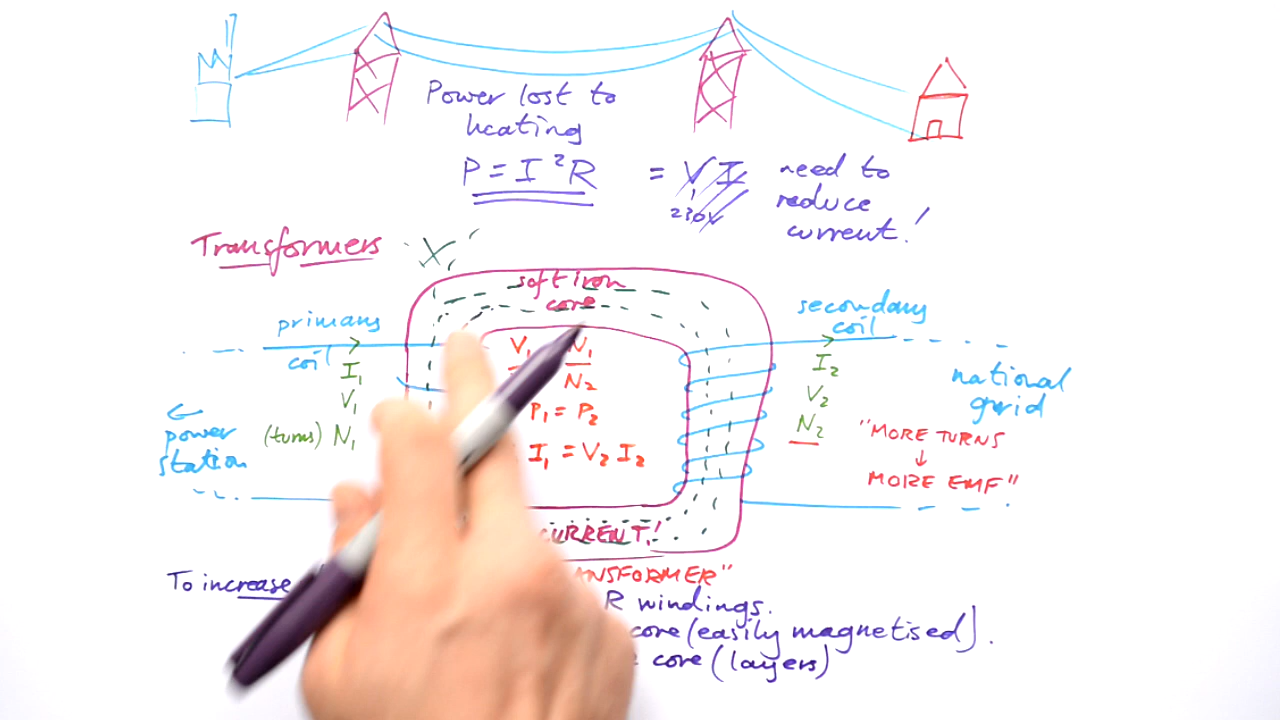 Power lost to
heating
P = I²R = VI need to
230V reduce
current!
Transformers
soft iron
core
primary
coil
I₁
V₁
(turns) N₁
← power
station
V₁ N₁
N₂
P₁ = P₂
I₁ = V₂ I₂
CURRENT!
secondary
coil
I₂
V₂
N₂
national
grid
"MORE TURNS
↓
MORE EMF"
To increase
R windings.
core (easily magnetised).
core (layers)